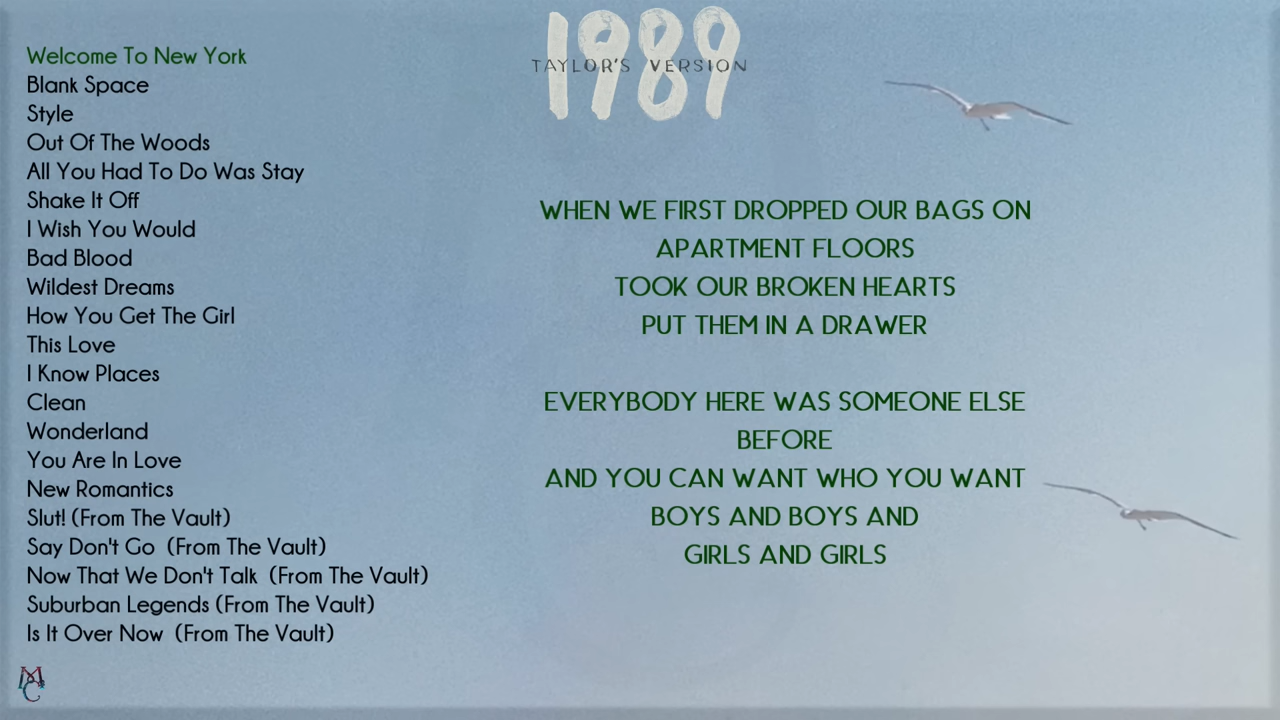 1989
TAYLOR'S VERSION
Welcome To New York
Blank Space
Style
Out Of The Woods
All You Had To Do Was Stay
Shake It Off
I Wish You Would
Bad Blood
Wildest Dreams
How You Get The Girl
This Love
I Know Places
Clean
Wonderland
You Are In Love
New Romantics
Slut! (From The Vault)
Say Don't Go (From The Vault)
Now That We Don't Talk (From The Vault)
Suburban Legends (From The Vault)
Is It Over Now (From The Vault)
WHEN WE FIRST DROPPED OUR BAGS ON
APARTMENT FLOORS
TOOK OUR BROKEN HEARTS
PUT THEM IN A DRAWER
EVERYBODY HERE WAS SOMEONE ELSE
BEFORE
AND YOU CAN WANT WHO YOU WANT
BOYS AND BOYS AND
GIRLS AND GIRLS
MC